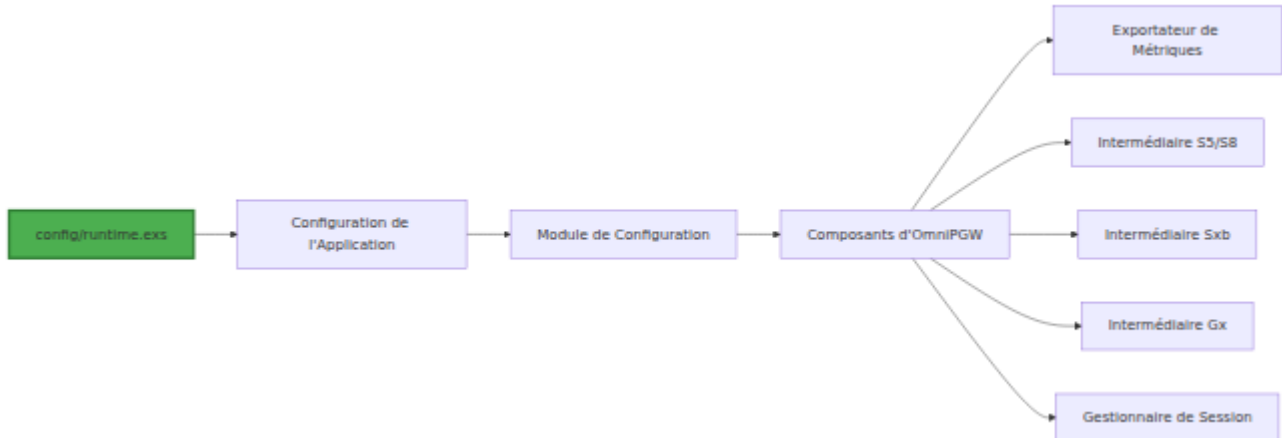 config/runtime.exs
Configuration de
l'Application
Module de Configuration
Composants d'OmniPGW
Exportateur de
Métriques
Intermédiaire S5/S8
Intermédiaire Sxb
Intermédiaire Gx
Gestionnaire de Session